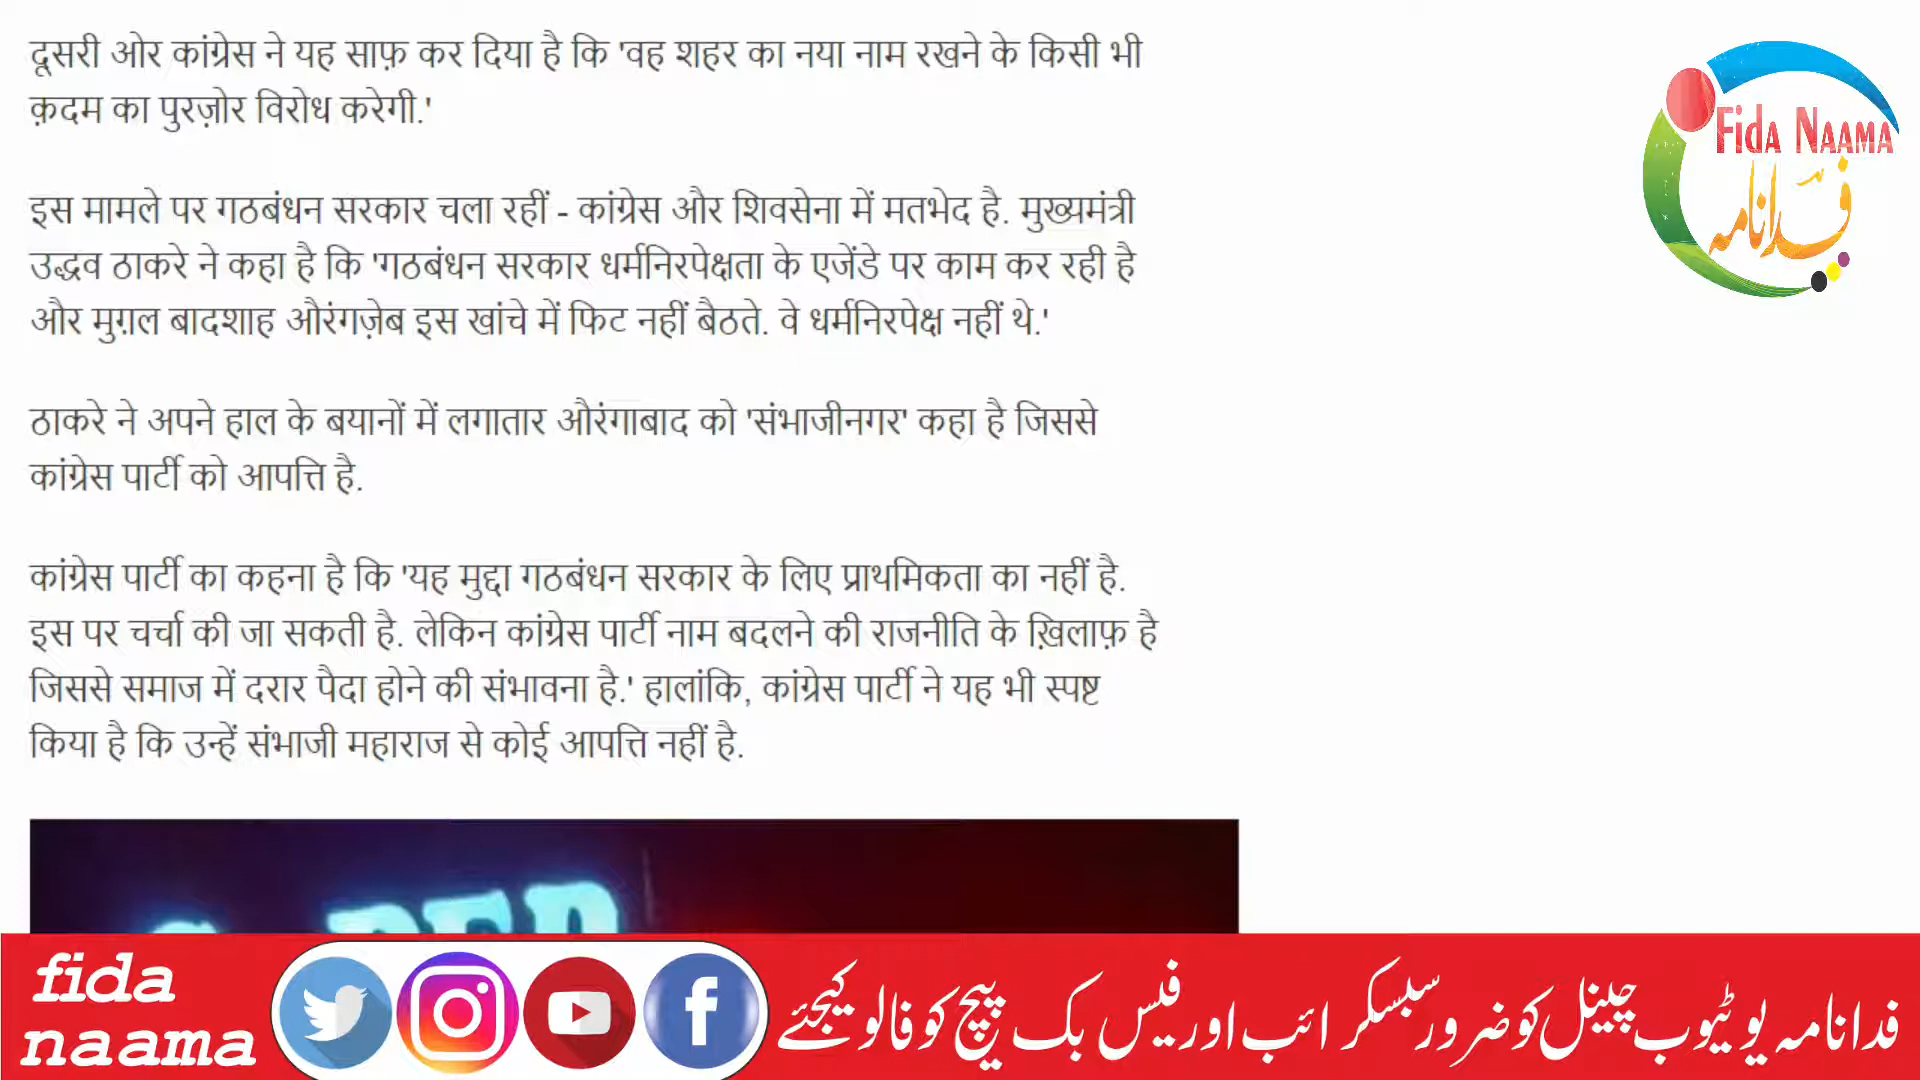 दूसरी ओर कांग्रेस ने यह साफ़ कर दिया है कि 'वह शहर का नया नाम रखने के किसी भी
क़दम का पुरज़ोर विरोध करेगी.'
इस मामले पर गठबंधन सरकार चला रहीं - कांग्रेस और शिवसेना में मतभेद है. मुख्यमंत्री
उद्धव ठाकरे ने कहा है कि 'गठबंधन सरकार धर्मनिरपेक्षता के एजेंडे पर काम कर रही है
और मुग़ल बादशाह औरंगज़ेब इस खांचे में फिट नहीं बैठते. वे धर्मनिरपेक्ष नहीं थे.'
ठाकरे ने अपने हाल के बयानों में लगातार औरंगाबाद को 'संभाजीनगर' कहा है जिससे
कांग्रेस पार्टी को आपत्ति है.
कांग्रेस पार्टी का कहना है कि 'यह मुद्दा गठबंधन सरकार के लिए प्राथमिकता का नहीं है.
इस पर चर्चा की जा सकती है. लेकिन कांग्रेस पार्टी नाम बदलने की राजनीति के ख़िलाफ़ है
जिससे समाज में दरार पैदा होने की संभावना है.' हालांकि, कांग्रेस पार्टी ने यह भी स्पष्ट
किया है कि उन्हें संभाजी महाराज से कोई आपत्ति नहीं है.
Fida Naama
فدانامہ
fida
naama
فدانامہ یوٹیوب چینل کو ضرور سبسکرائب اور فیس بک پیج کو فالو کیجئے